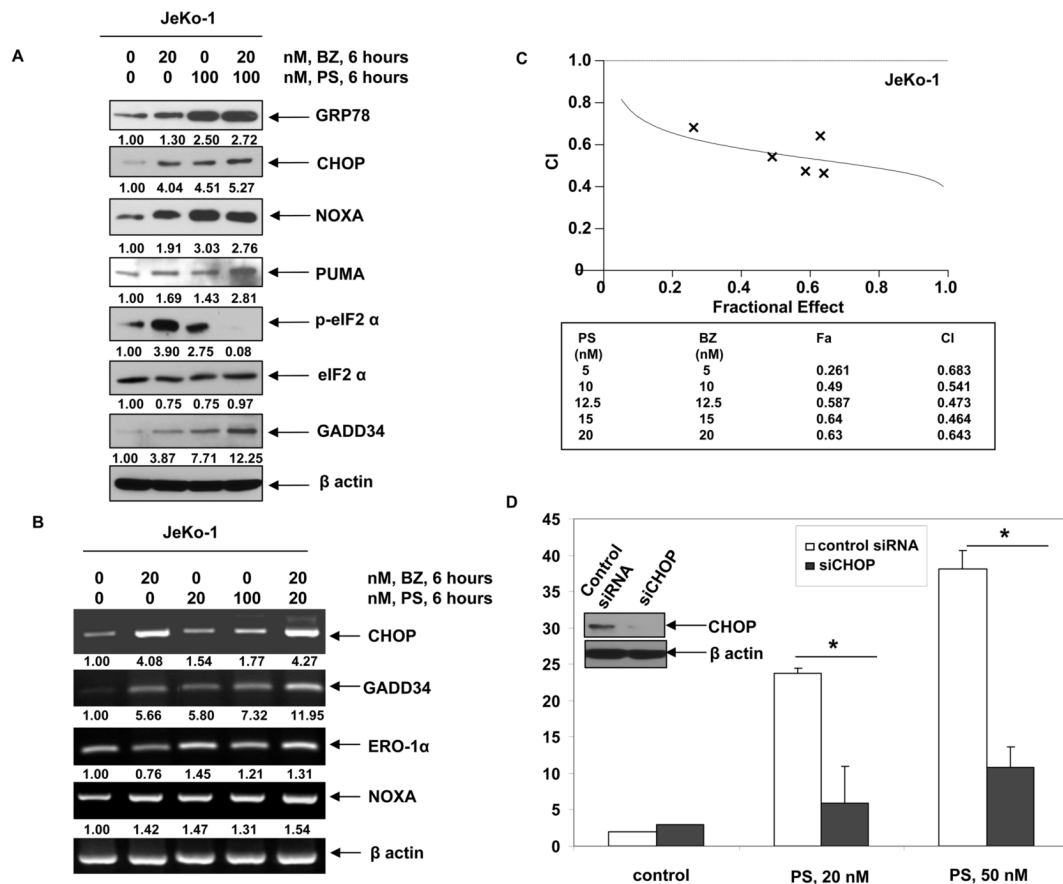 A
JeKo-1
0 20 0 20 nM, BZ, 6 hours
0 0 100 100 nM, PS, 6 hours
GRP78
1.00 1.30 2.50 2.72
CHOP
1.00 4.04 4.51 5.27
NOXA
1.00 1.91 3.03 2.76
PUMA
1.00 1.69 1.43 2.81
p-eIF2 α
1.00 3.90 2.75 0.08
eIF2 α
1.00 0.75 0.75 0.97
GADD34
1.00 3.87 7.71 12.25
β actin
B
JeKo-1
0 20 0 0 20 nM, BZ, 6 hours
0 0 20 100 20 nM, PS, 6 hours
CHOP
1.00 4.08 1.54 1.77 4.27
GADD34
1.00 5.66 5.80 7.32 11.95
ERO-1α
1.00 0.76 1.45 1.21 1.31
NOXA
1.00 1.42 1.47 1.31 1.54
β actin
C
JeKo-1
1.0
0.8
0.6
0.4
0.2
0
CI
0 0.2 0.4 0.6 0.8 1.0
Fractional Effect
PS BZ Fa CI
(nM) (nM)
5 5 0.261 0.683
10 10 0.49 0.541
12.5 12.5 0.587 0.473
15 15 0.64 0.464
20 20 0.63 0.643
D
45
40
35
30
25
20
15
10
5
0
control siRNA
siCHOP
*
*
Control
siRNA
siCHOP
CHOP
β actin
control PS, 20 nM PS, 50 nM